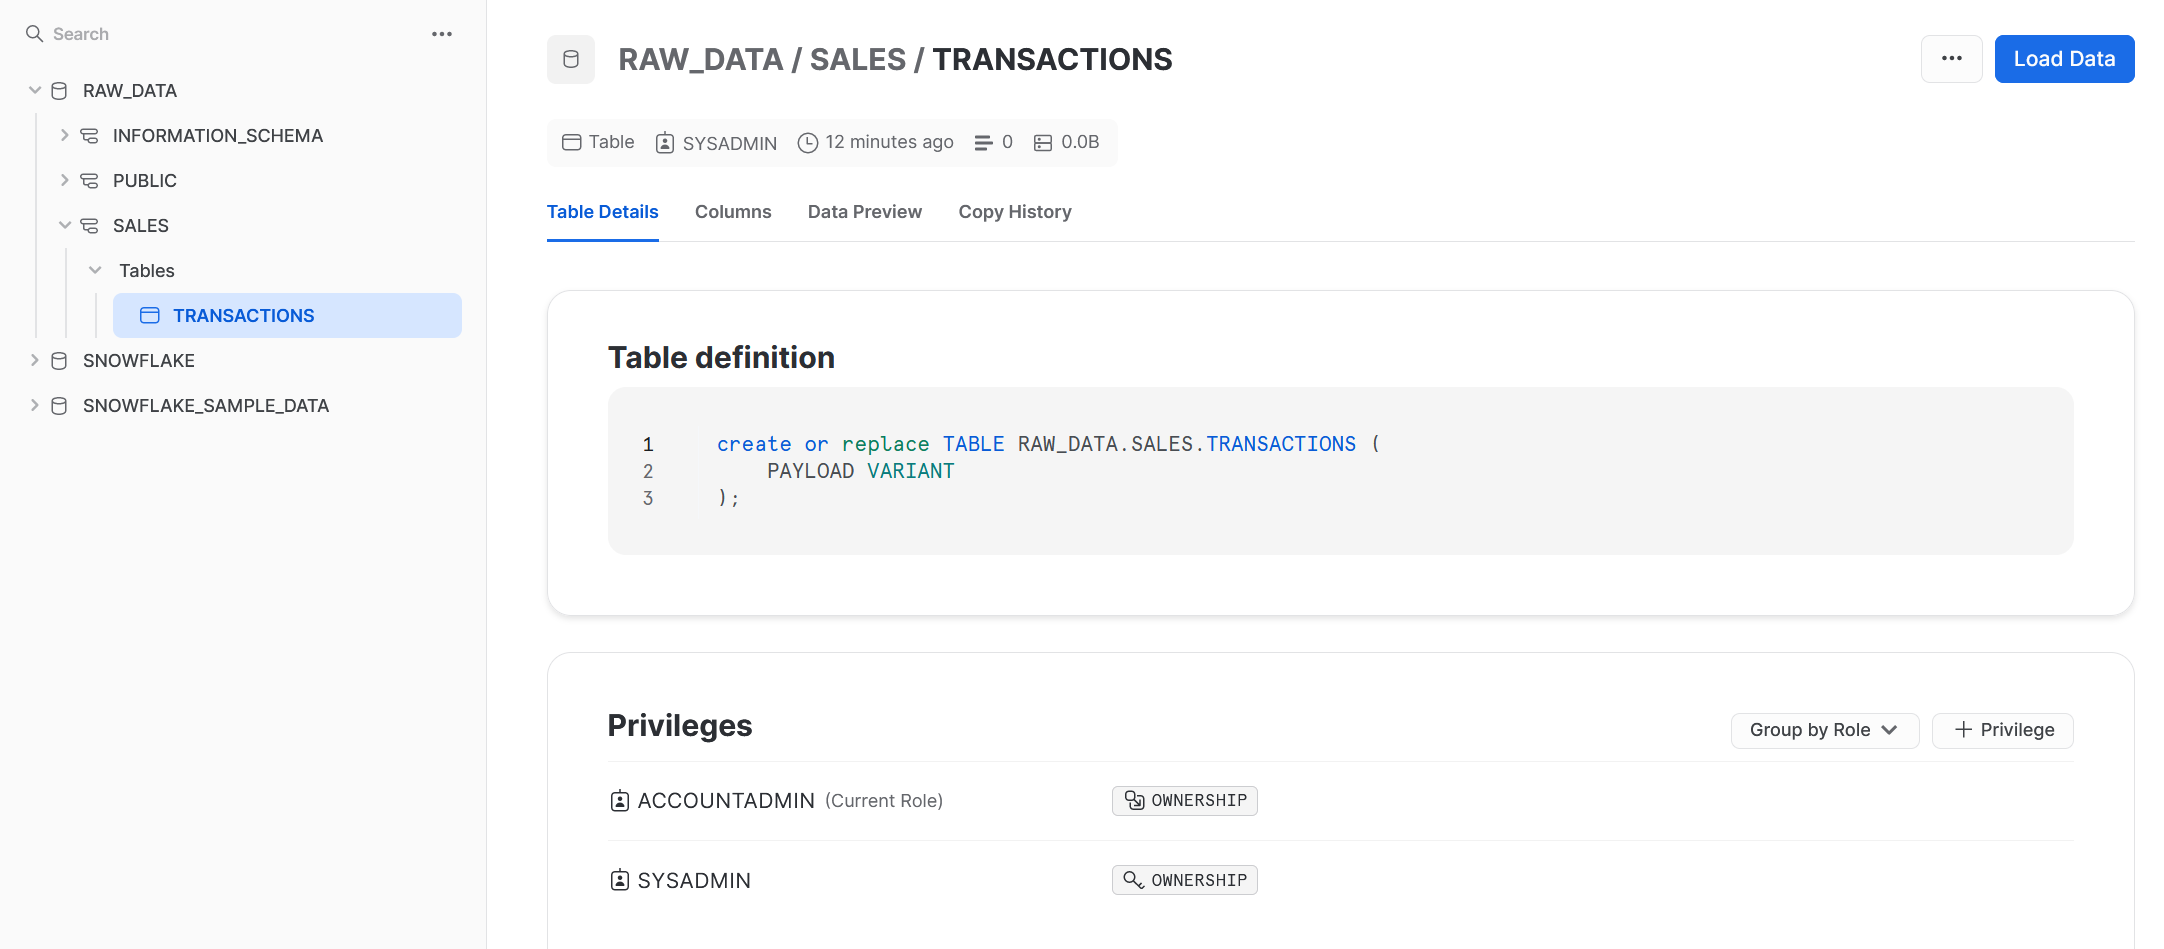 Search
RAW_DATA
INFORMATION_SCHEMA
PUBLIC
SALES
Tables
TRANSACTIONS
SNOWFLAKE
SNOWFLAKE_SAMPLE_DATA
RAW_DATA / SALES / TRANSACTIONS
Load Data
Table SYSADMIN 12 minutes ago 0 0.0B
Table Details Columns Data Preview Copy History
Table definition
1 create or replace TABLE RAW_DATA.SALES.TRANSACTIONS (
2 PAYLOAD VARIANT
3 );
Privileges
Group by Role
+ Privilege
ACCOUNTADMIN (Current Role) OWNERSHIP
SYSADMIN OWNERSHIP